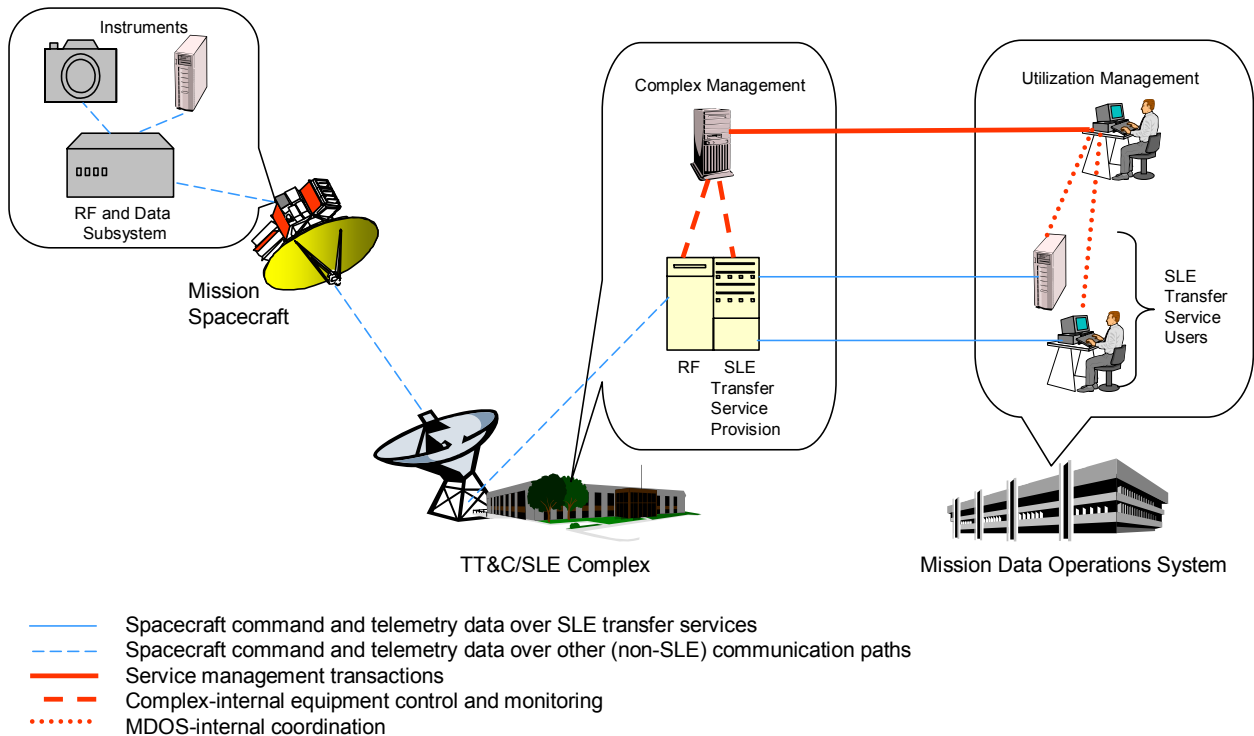 Instruments
RF and Data
Subsystem
Mission
Spacecraft
Complex Management
RF
SLE
Transfer
Service
Provision
Utilization Management
SLE
Transfer
Service
Users
TT&C/SLE Complex
Mission Data Operations System
Spacecraft command and telemetry data over SLE transfer services
Spacecraft command and telemetry data over other (non-SLE) communication paths
Service management transactions
Complex-internal equipment control and monitoring
MDOS-internal coordination